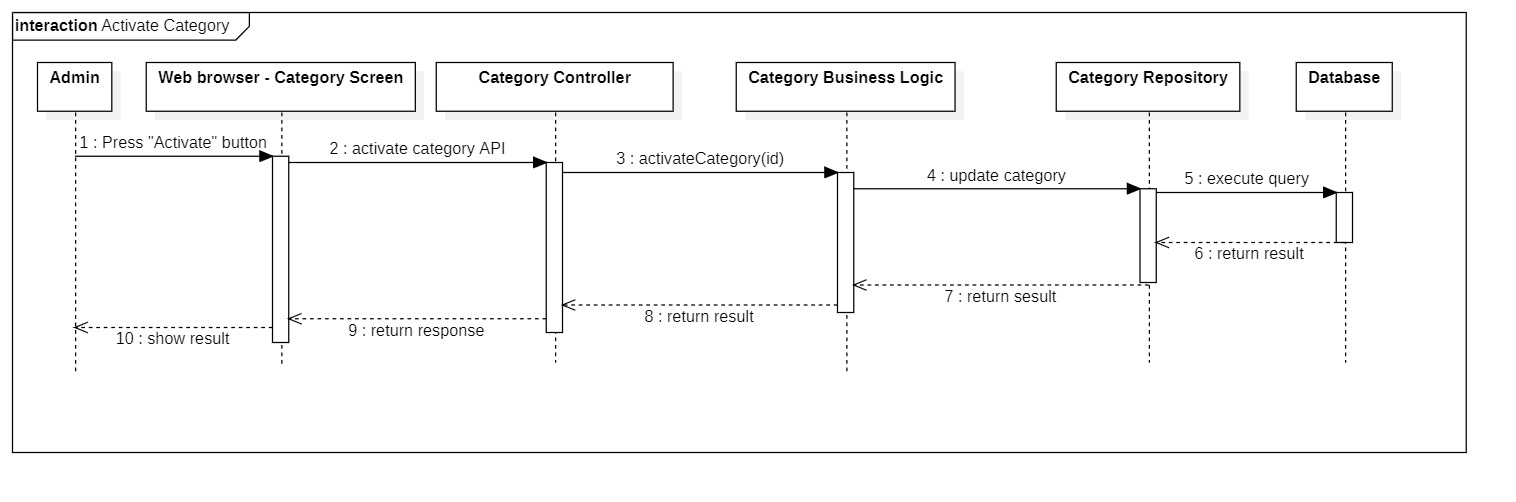 interaction Activate Category
Admin
Web browser - Category Screen
Category Controller
Category Business Logic
Category Repository
Database
1 : Press "Activate" button
2 : activate category API
3 : activateCategory(id)
4 : update category
5 : execute query
6 : return result
7 : return sesult
8 : return result
9 : return response
10 : show result